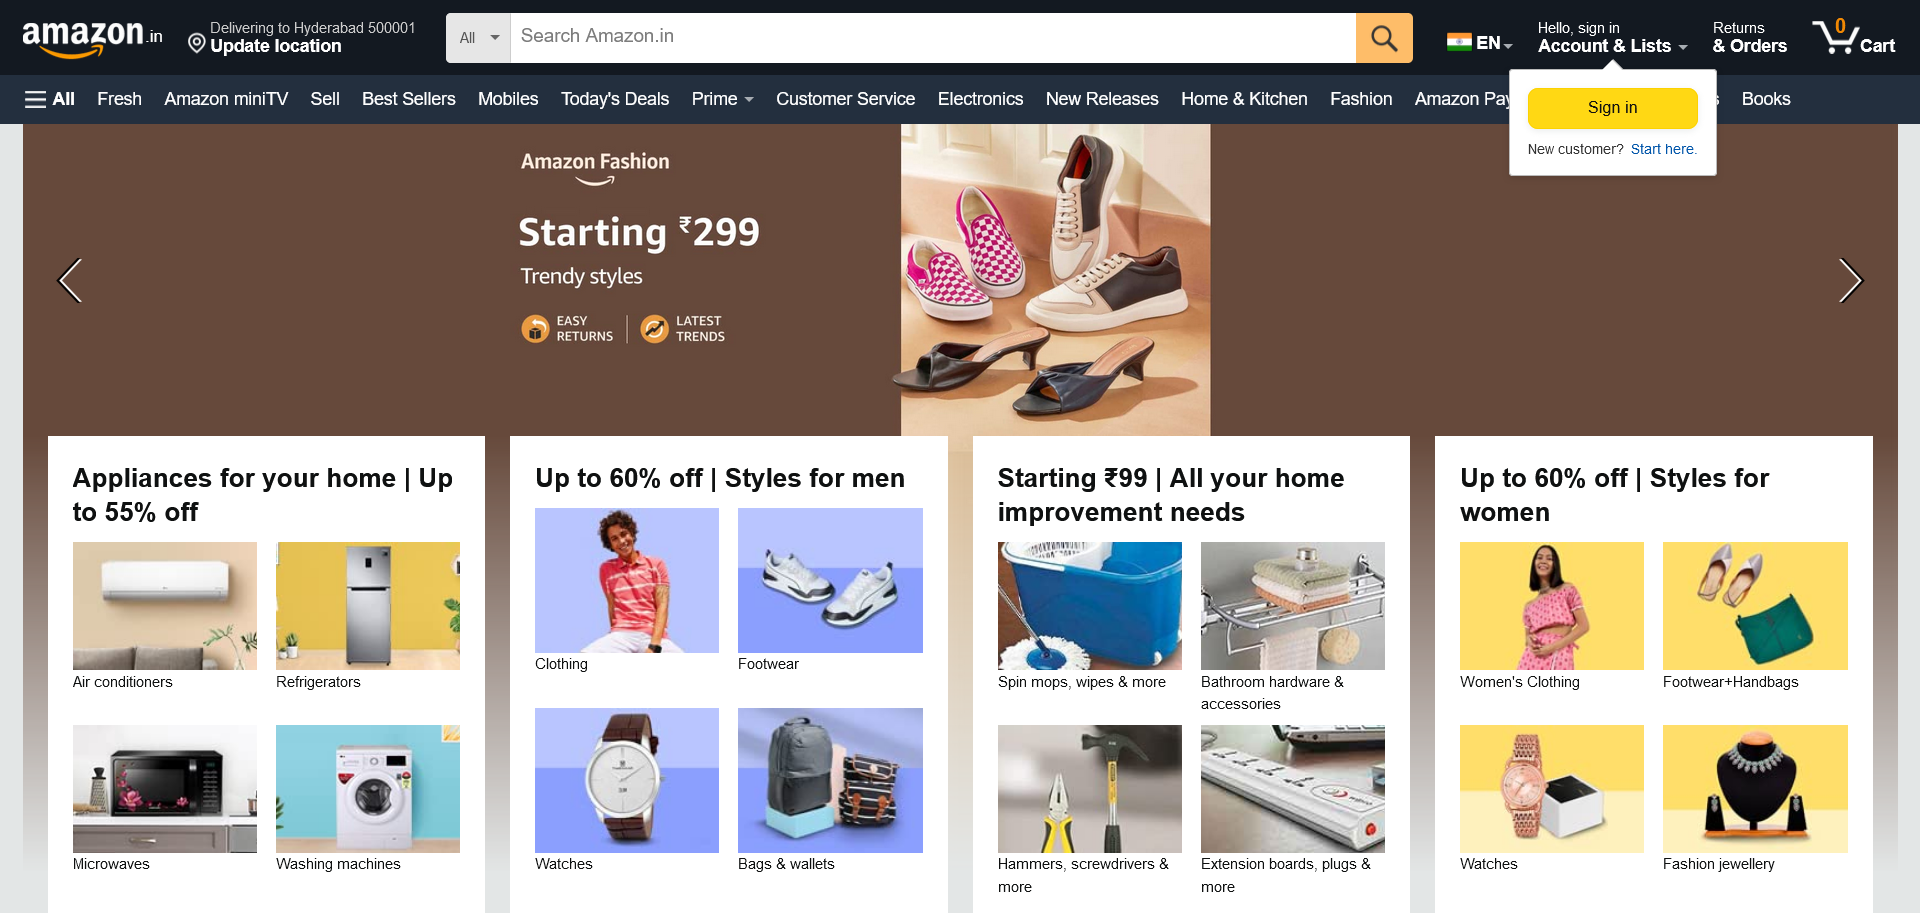 amazon.in
Delivering to Hyderabad 500001
Update location
All
Search Amazon.in
EN
Hello, sign in
Account & Lists
Returns
& Orders
0
Cart
All
Fresh
Amazon miniTV
Sell
Best Sellers
Mobiles
Today's Deals
Prime
Customer Service
Electronics
New Releases
Home & Kitchen
Fashion
Amazon Pay
Books
Sign in
New customer? Start here.
Amazon Fashion
Starting ₹299
Trendy styles
EASY
RETURNS
LATEST
TRENDS
Appliances for your home | Up
to 55% off
Air conditioners
Refrigerators
Microwaves
Washing machines
Up to 60% off | Styles for men
Clothing
Footwear
Watches
Bags & wallets
Starting ₹99 | All your home
improvement needs
Spin mops, wipes & more
Bathroom hardware &
accessories
Hammers, screwdrivers &
more
Extension boards, plugs &
more
Up to 60% off | Styles for
women
Women's Clothing
Footwear+Handbags
Watches
Fashion jewellery